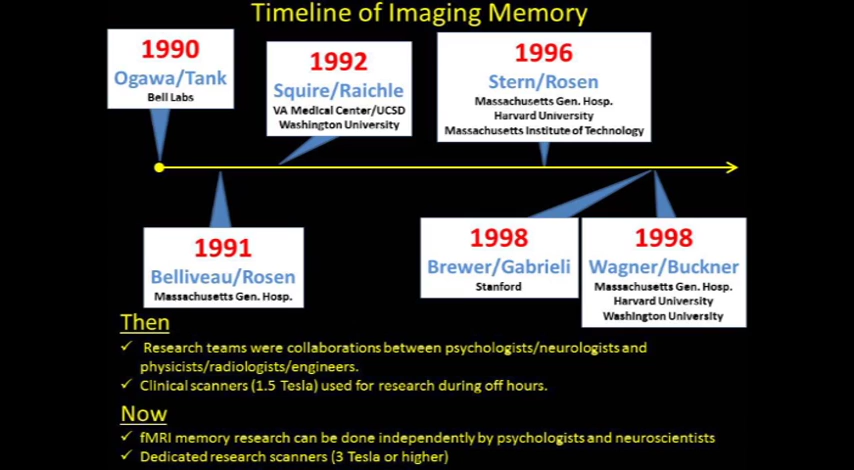 Timeline of Imaging Memory
1990
Ogawa/Tank
Bell Labs
1992
Squire/Raichle
VA Medical Center/UCSD
Washington University
1996
Stern/Rosen
Massachusetts Gen. Hosp.
Harvard University
Massachusetts Institute of Technology
1991
Belliveau/Rosen
Massachusetts Gen. Hosp.
1998
Brewer/Gabrieli
Stanford
1998
Wagner/Buckner
Massachusetts Gen. Hosp.
Harvard University
Washington University
Then
✓ Research teams were collaborations between psychologists/neurologists and
physicists/radiologists/engineers.
✓ Clinical scanners (1.5 Tesla) used for research during off hours.
Now
✓ fMRI memory research can be done independently by psychologists and neuroscientists
✓ Dedicated research scanners (3 Tesla or higher)